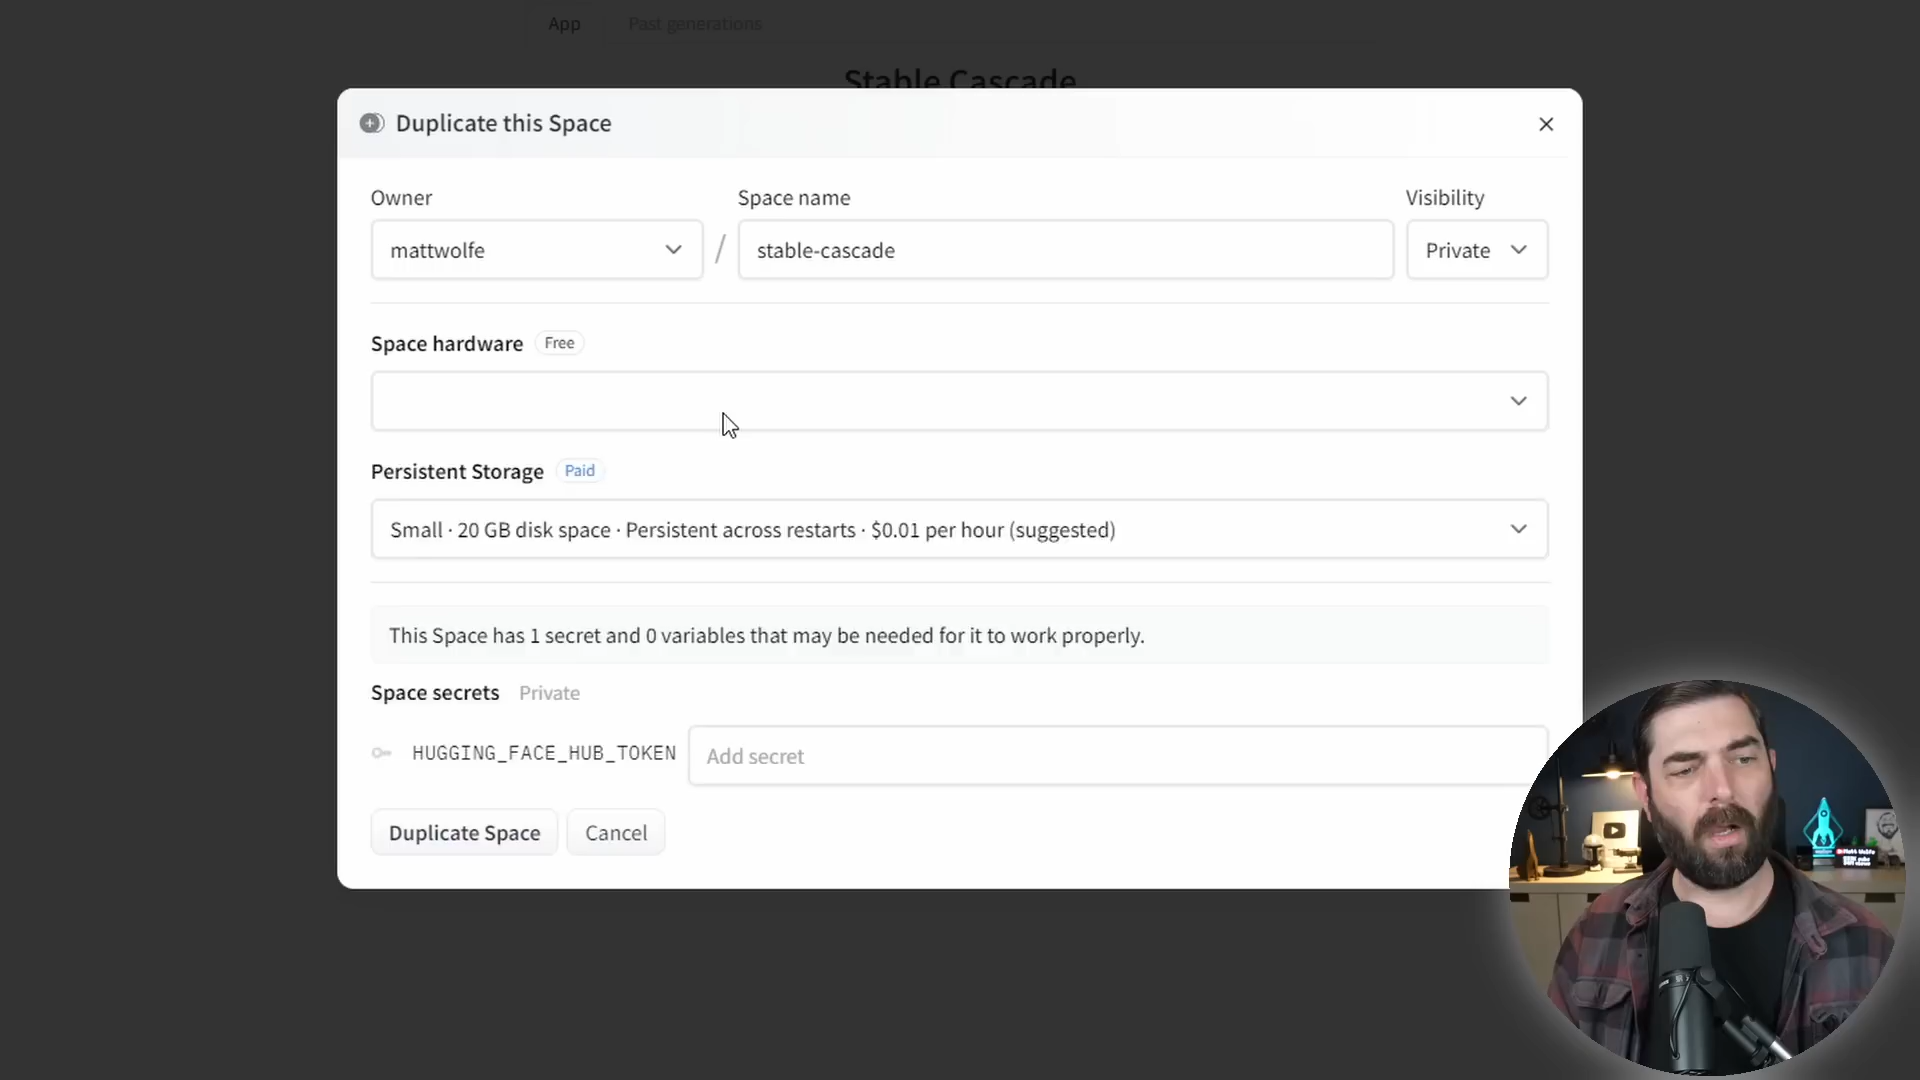 App
Past generations
Stable Cascade
Duplicate this Space
Owner
Space name
Visibility
mattwolfe
/
stable-cascade
Private
Space hardware Free
Persistent Storage Paid
Small · 20 GB disk space · Persistent across restarts · $0.01 per hour (suggested)
This Space has 1 secret and 0 variables that may be needed for it to work properly.
Space secrets Private
HUGGING_FACE_HUB_TOKEN
Add secret
Duplicate Space
Cancel